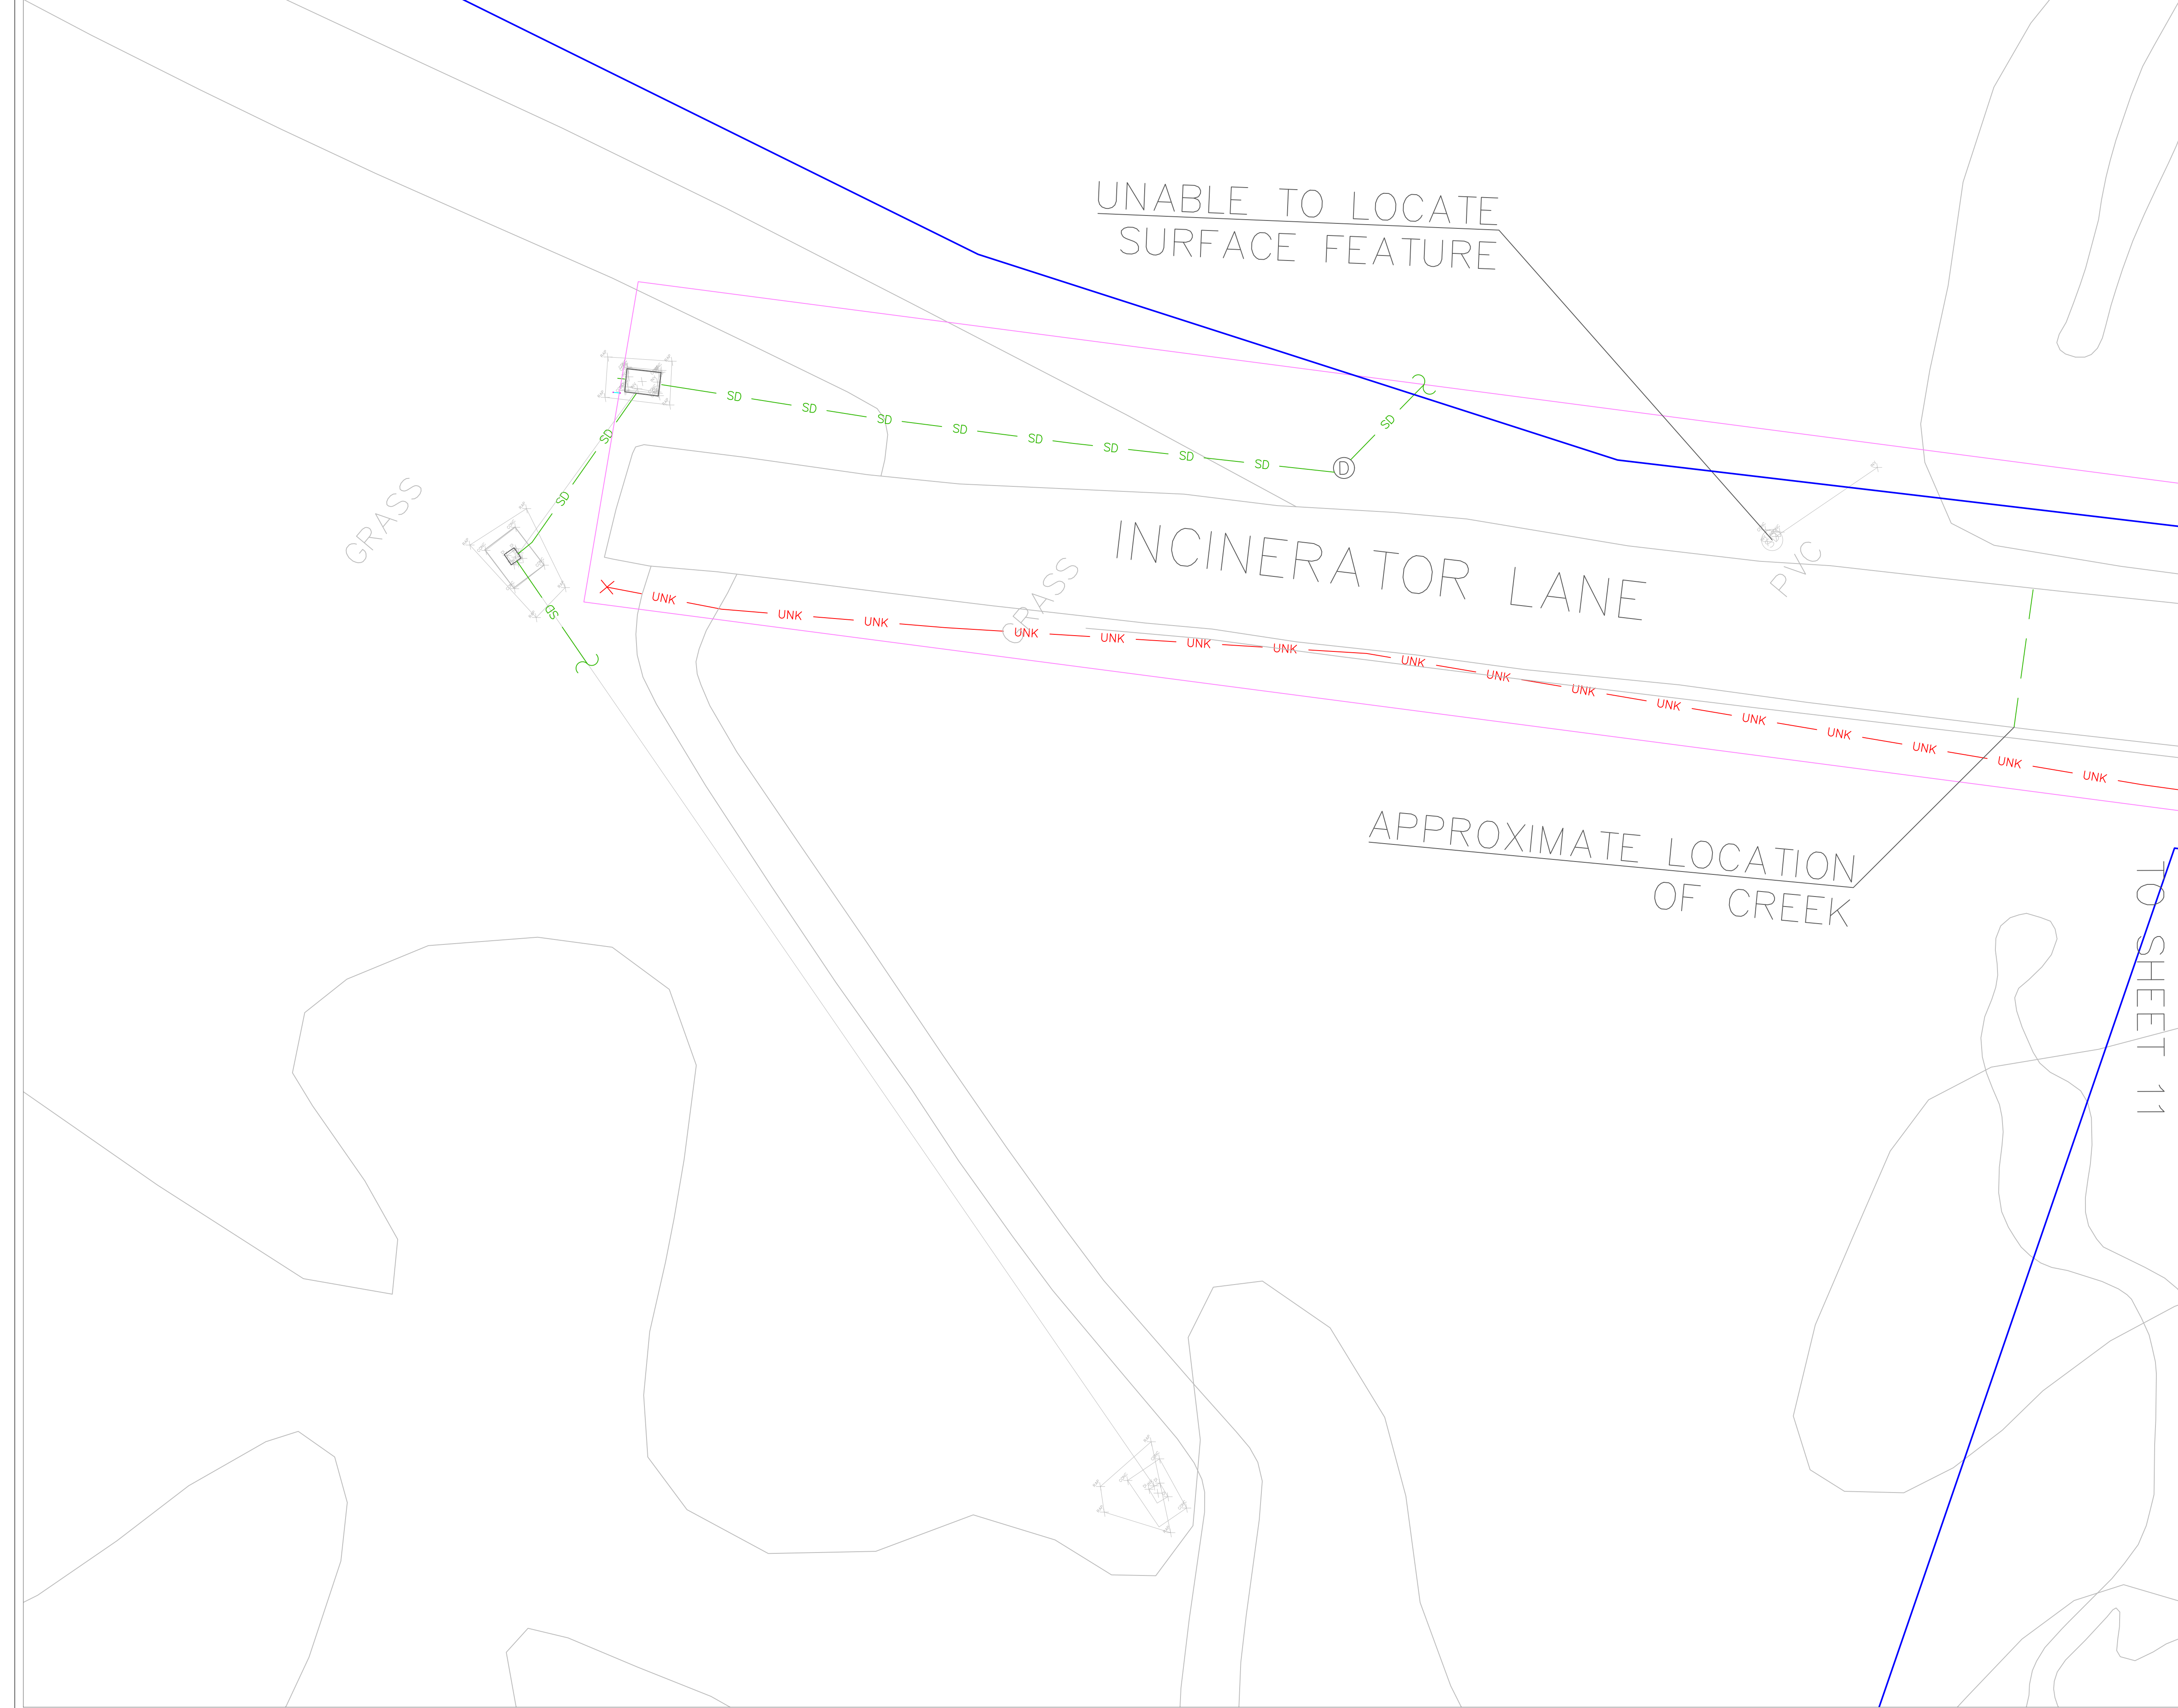 UNABLE TO LOCATE
SURFACE FEATURE
SD SD SD SD SD SD SD SD
SD
D
SD
SD
SD
GRASS
GRASS
INCINERATOR LANE
PVC
UNK UNK UNK UNK UNK UNK UNK UNK UNK UNK UNK UNK UNK UNK UNK UNK
APPROXIMATE LOCATION
OF CREEK
TO SHEET 11